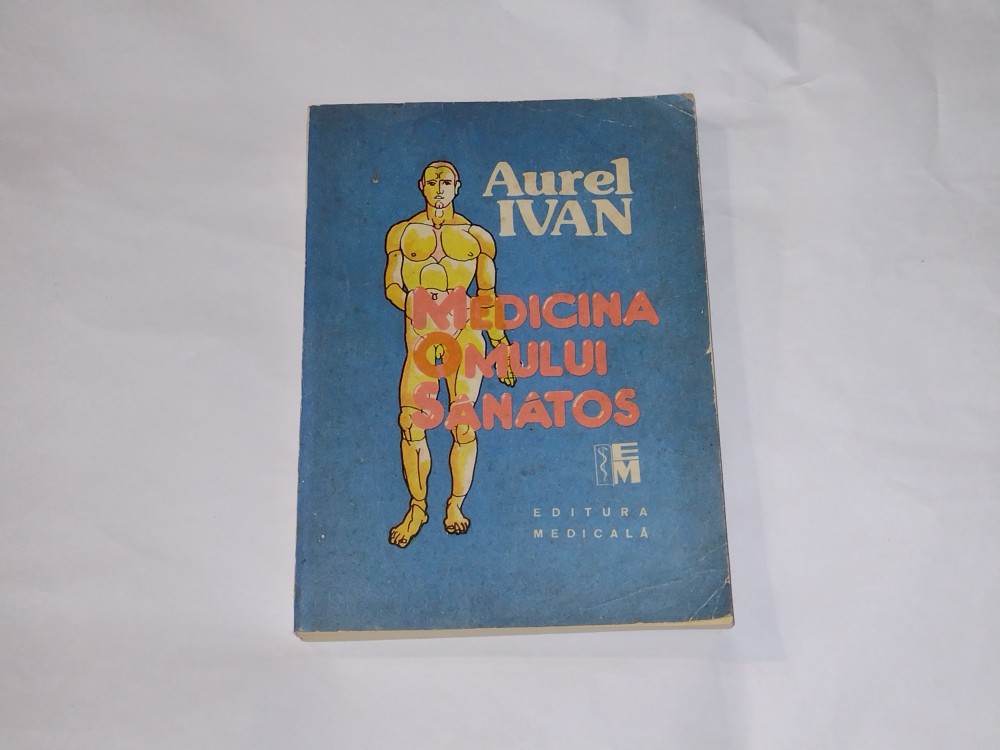 Aurel
IVAN
MEDICINA
OMULUI
SĂNĂTOS
EM
EDITURA
MEDICALĂ